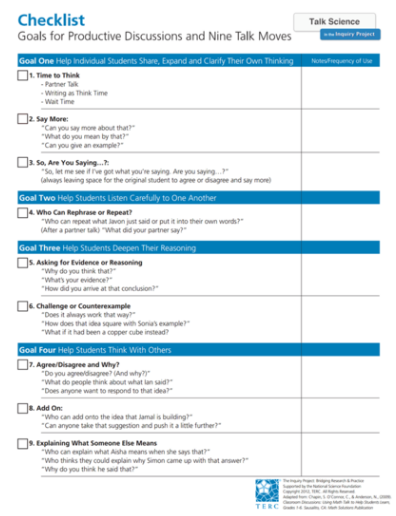 Checklist
Goals for Productive Discussions and Nine Talk Moves
Talk Science
in the Inquiry Project
Goal One Help Individual Students Share, Expand and Clarify Their Own Thinking
Notes/Frequency of Use
1. Time to Think
- Partner Talk
- Writing as Think Time
- Wait Time
2. Say More:
"Can you say more about that?"
"What do you mean by that?"
"Can you give an example?"
3. So, Are You Saying…?:
"So, let me see if I've got what you're saying. Are you saying…?"
(always leaving space for the original student to agree or disagree and say more)
Goal Two Help Students Listen Carefully to One Another
4. Who Can Rephrase or Repeat?
"Who can repeat what Javon just said or put it into their own words?"
(After a partner talk) "What did your partner say?"
Goal Three Help Students Deepen Their Reasoning
5. Asking for Evidence or Reasoning
"Why do you think that?"
"What's your evidence?"
"How did you arrive at that conclusion?"
6. Challenge or Counterexample
"Does it always work that way?"
"How does that idea square with Sonia's example?"
"What if it had been a copper cube instead?
Goal Four Help Students Think With Others
7. Agree/Disagree and Why?
"Do you agree/disagree? (And why?)"
"What do people think about what Ian said?"
"Does anyone want to respond to that idea?"
8. Add On:
"Who can add onto the idea that Jamal is building?"
"Can anyone take that suggestion and push it a little further?"
9. Explaining What Someone Else Means
"Who can explain what Aisha means when she says that?"
"Who thinks they could explain why Simon came up with that answer?"
"Why do you think he said that?"
TERC
The Inquiry Project: Bridging Research & Practice
Supported by the National Science Foundation
Copyright 2012, TERC. All Rights Reserved.
Adapted from: Chapin, S. O'Connor, C., & Anderson, N., (2009).
Classroom Discussions: Using Math Talk to Help Students Learn,
Grades 1-6. Sausalito, CA: Math Solutions Publication